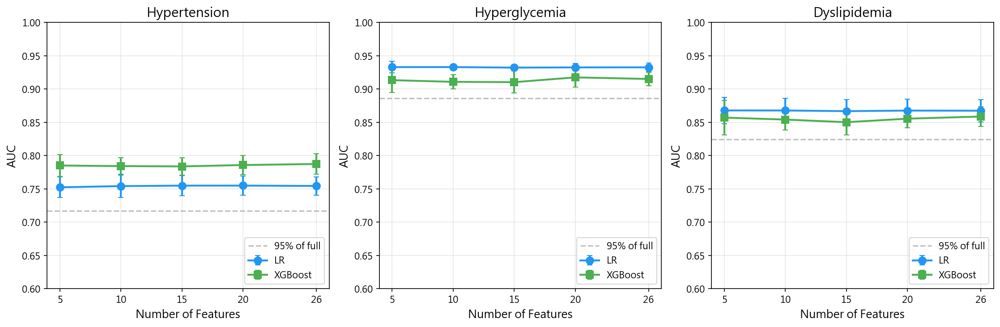 Hypertension
1.00
0.95
0.90
0.85
0.80
0.75
0.70
0.65
0.60
AUC
5 10 15 20 26
Number of Features
95% of full
LR
XGBoost
Hyperglycemia
1.00
0.95
0.90
0.85
0.80
0.75
0.70
0.65
0.60
AUC
5 10 15 20 26
Number of Features
95% of full
LR
XGBoost
Dyslipidemia
1.00
0.95
0.90
0.85
0.80
0.75
0.70
0.65
0.60
AUC
5 10 15 20 26
Number of Features
95% of full
LR
XGBoost